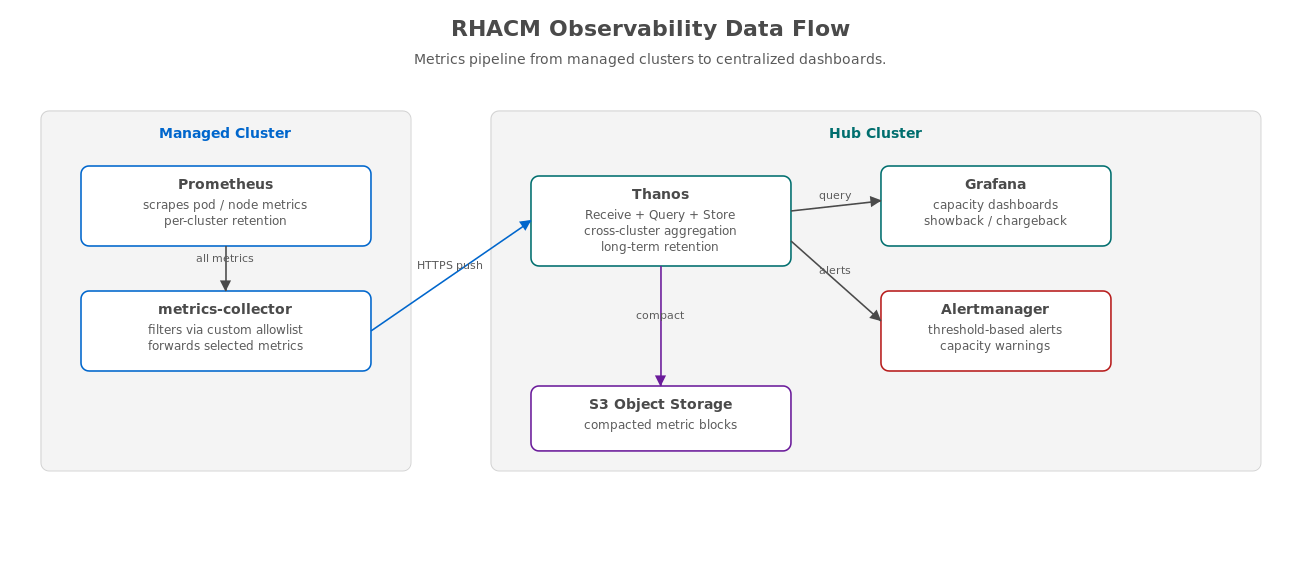 RHACM Observability Data Flow
Metrics pipeline from managed clusters to centralized dashboards.
Managed Cluster
Prometheus
scrapes pod / node metrics
per-cluster retention
all metrics
metrics-collector
filters via custom allowlist
forwards selected metrics
HTTPS push
Hub Cluster
Thanos
Receive + Query + Store
cross-cluster aggregation
long-term retention
query
Grafana
capacity dashboards
showback / chargeback
alerts
Alertmanager
threshold-based alerts
capacity warnings
compact
S3 Object Storage
compacted metric blocks